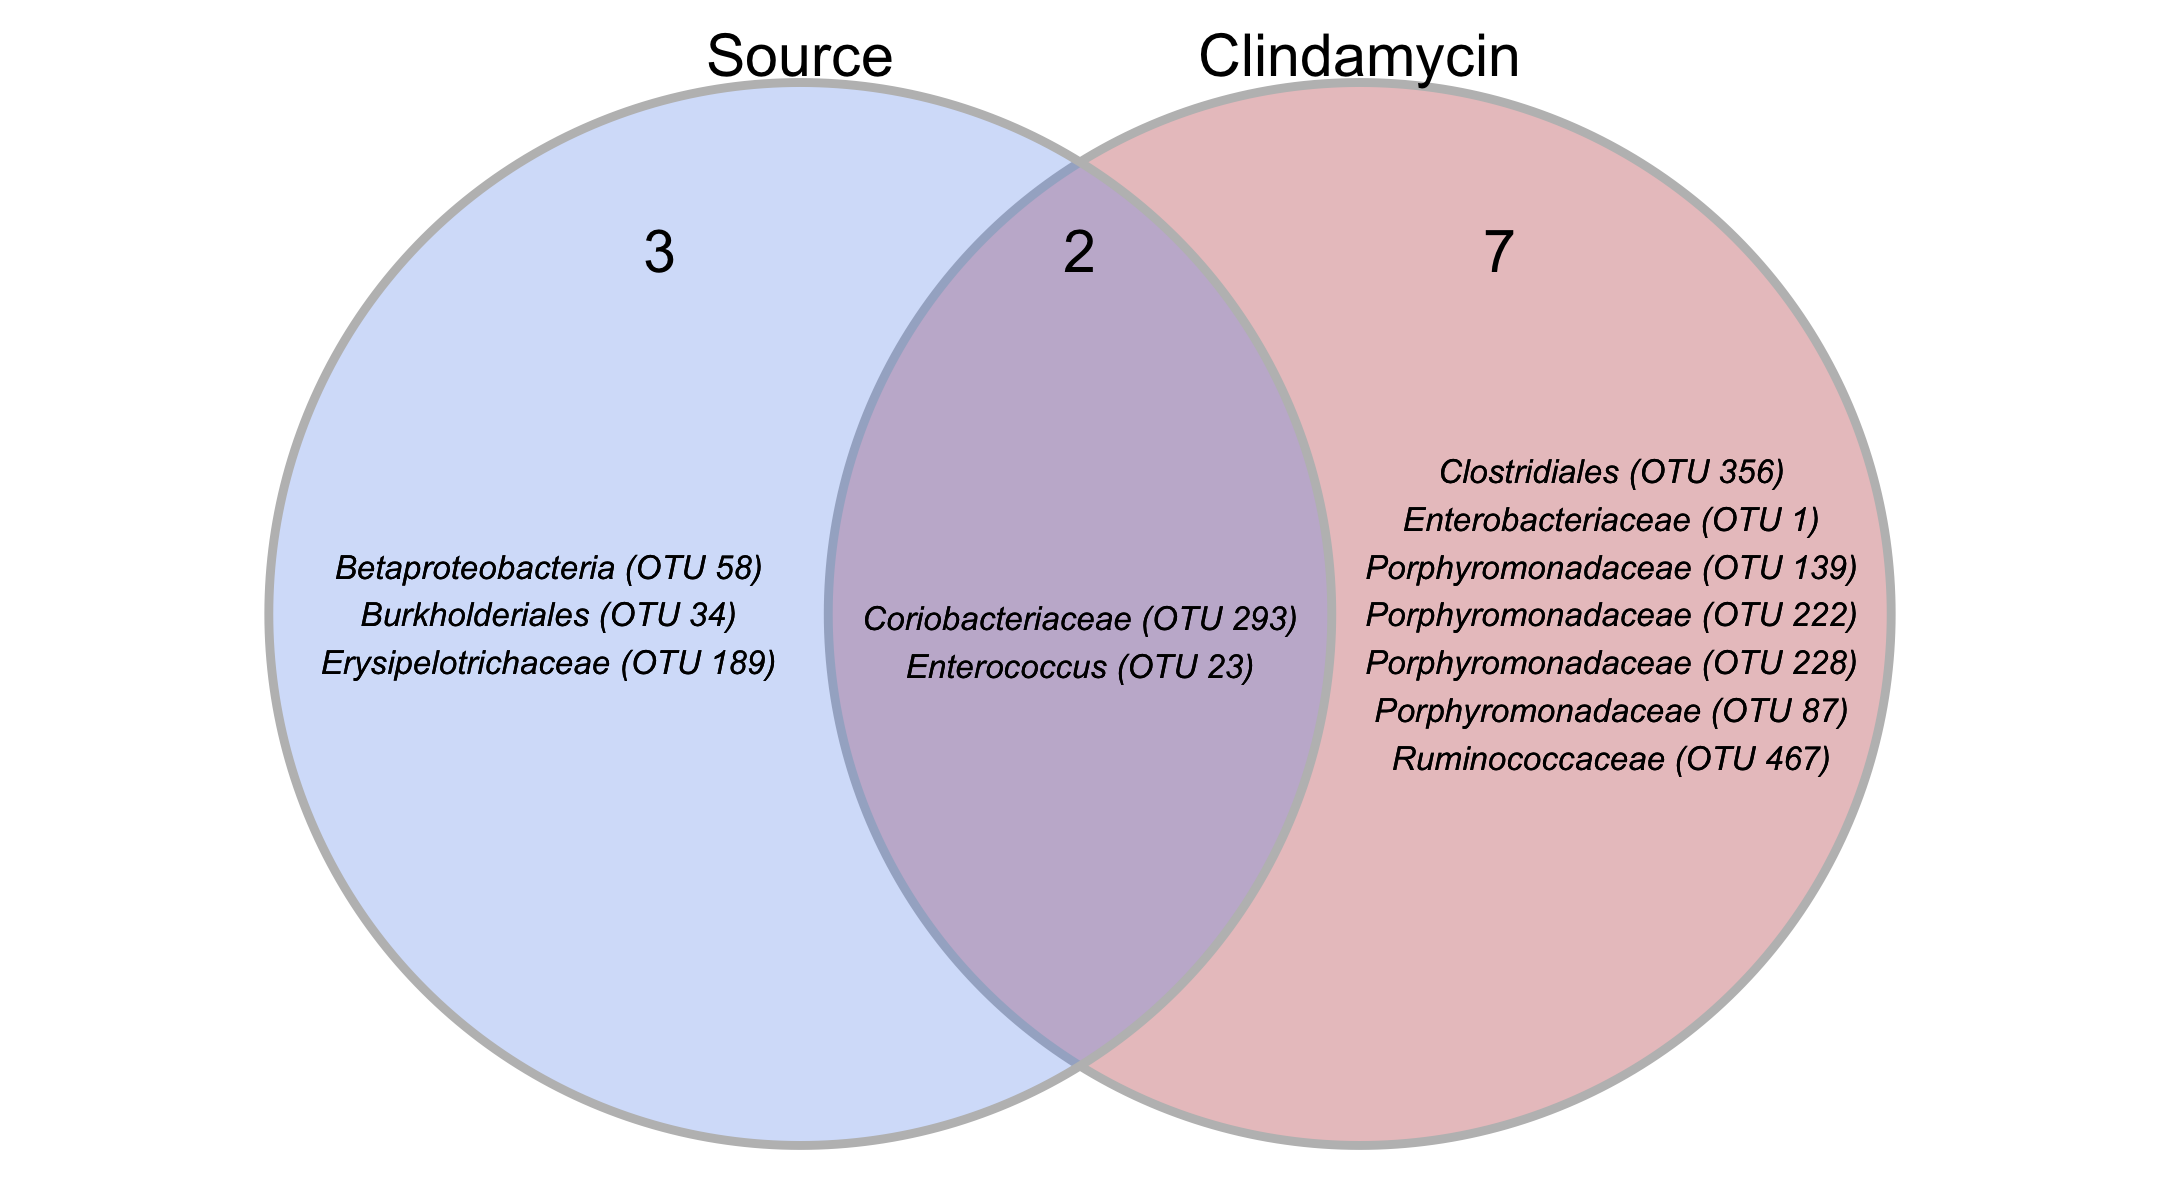 Source
Clindamycin
3
2
7
Betaproteobacteria (OTU 58)
Burkholderiales (OTU 34)
Erysipelotrichaceae (OTU 189)
Coriobacteriaceae (OTU 293)
Enterococcus (OTU 23)
Clostridiales (OTU 356)
Enterobacteriaceae (OTU 1)
Porphyromonadaceae (OTU 139)
Porphyromonadaceae (OTU 222)
Porphyromonadaceae (OTU 228)
Porphyromonadaceae (OTU 87)
Ruminococcaceae (OTU 467)